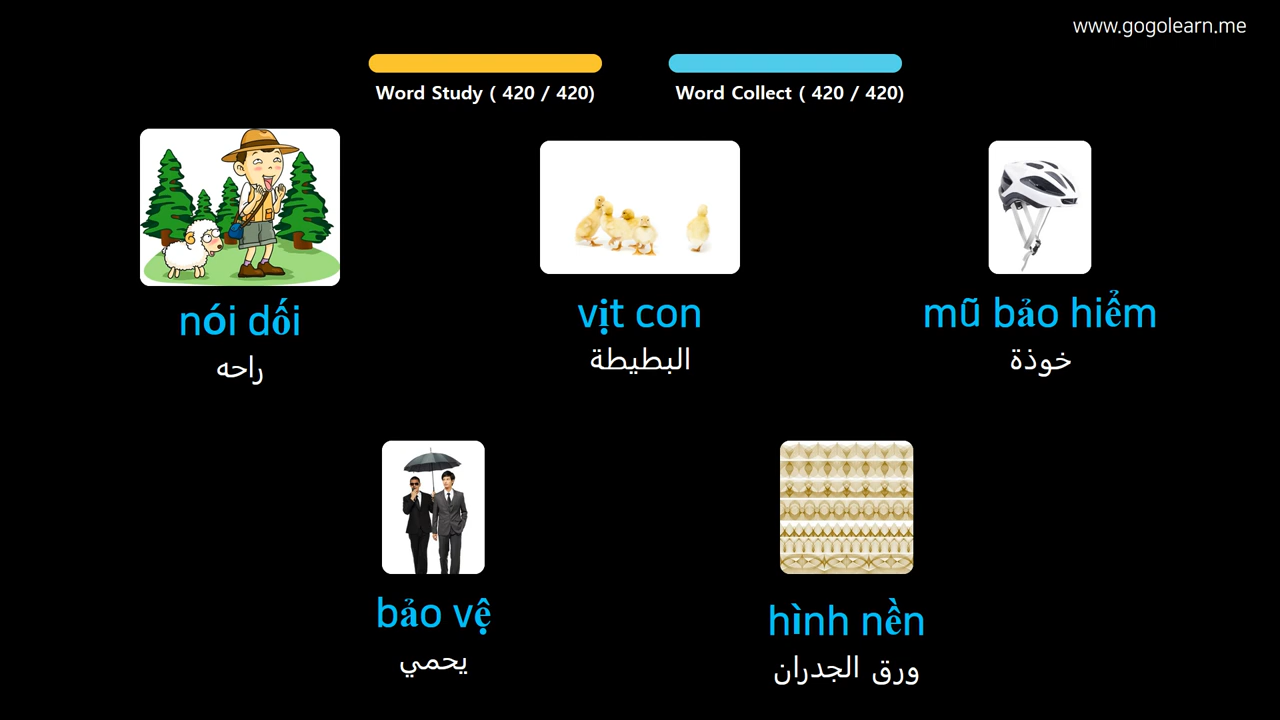 www.gogolearn.me
Word Study ( 420 / 420)
Word Collect ( 420 / 420)
nói dối
راحه
vịt con
البطيطة
mũ bảo hiểm
خوذة
bảo vệ
يحمي
hình nền
ورق الجدران